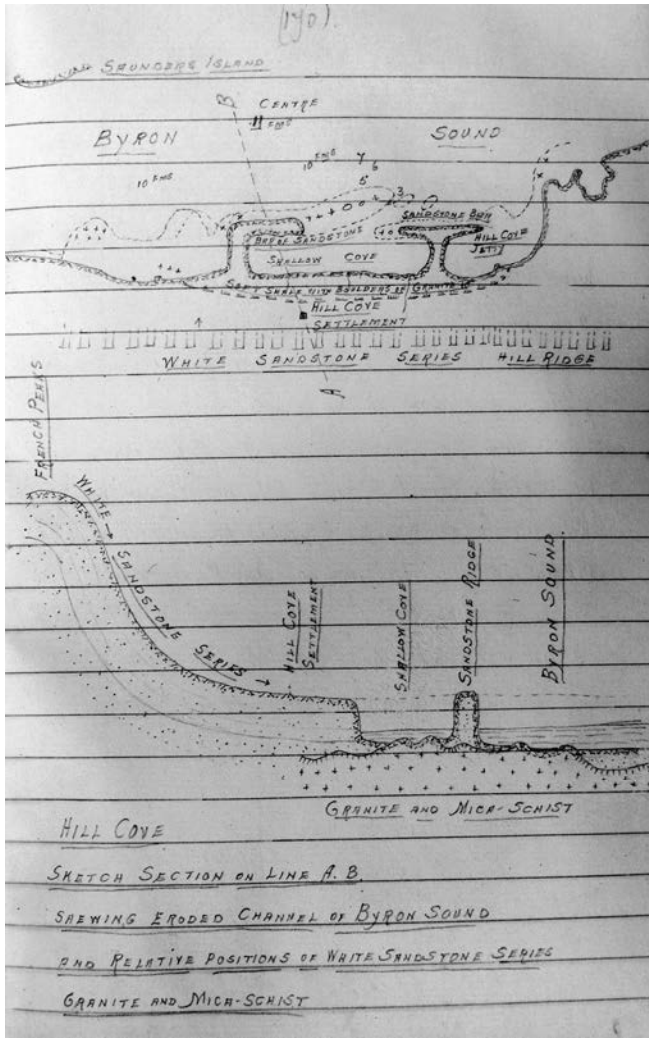 (170).
SAUNDERS ISLAND
B
CENTRE
11 FMS
BYRON SOUND
10 FMS 7
6
10 FMS 5
3
SANDSTONE BAR
BAR OF SANDSTONE
HILL COVE
JETTY
SHALLOW COVE
SOFT SHALE WITH BOULDERS OF GRANITE
HILL COVE
SETTLEMENT
WHITE SANDSTONE SERIES HILL RIDGE
A
FRENCH PEAKS
WHITE → SANDSTONE SERIES →
HILL COVE
SETTLEMENT
SHALLOW COVE
SANDSTONE RIDGE
BYRON SOUND
GRANITE AND MICA-SCHIST
HILL COVE
SKETCH SECTION ON LINE A.B.
SHEWING ERODED CHANNEL OF BYRON SOUND
AND RELATIVE POSITIONS OF WHITE SANDSTONE SERIES
GRANITE AND MICA-SCHIST